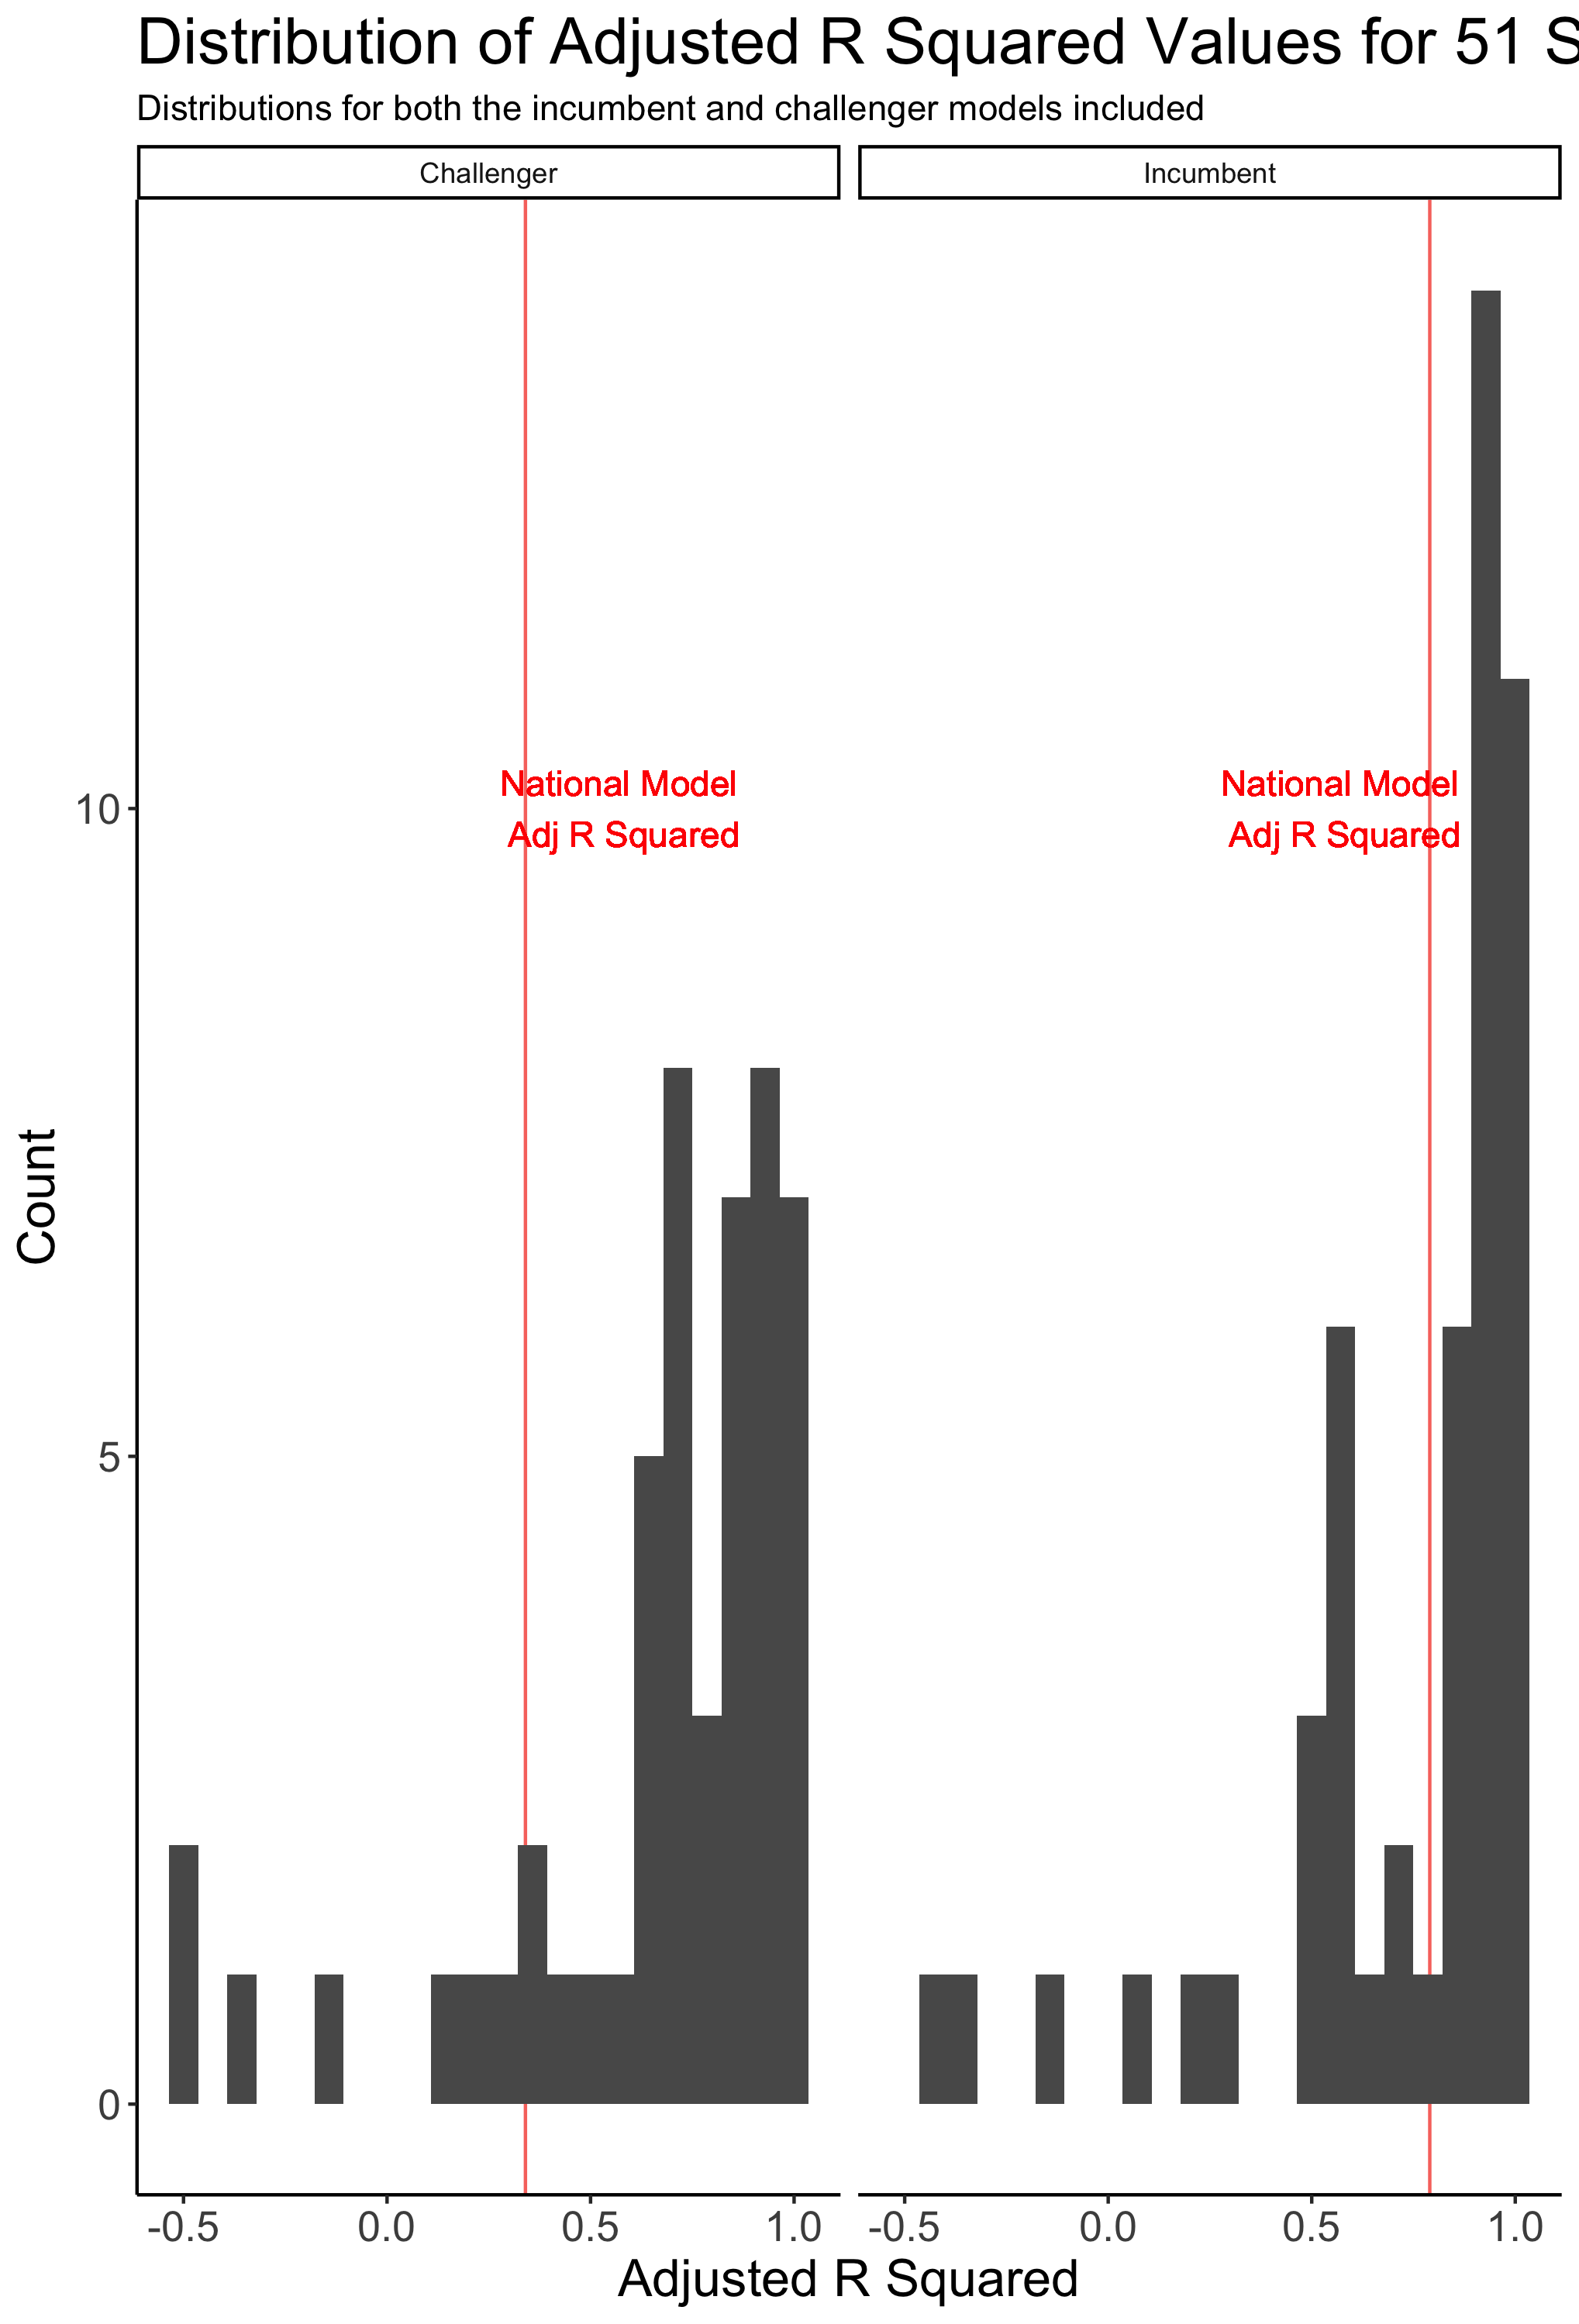 Distribution of Adjusted R Squared Values for 51 S
Distributions for both the incumbent and challenger models included
Challenger
Incumbent
National Model
Adj R Squared
National Model
Adj R Squared
Count
10
5
0
-0.5 0.0 0.5 1.0
-0.5 0.0 0.5 1.0
Adjusted R Squared